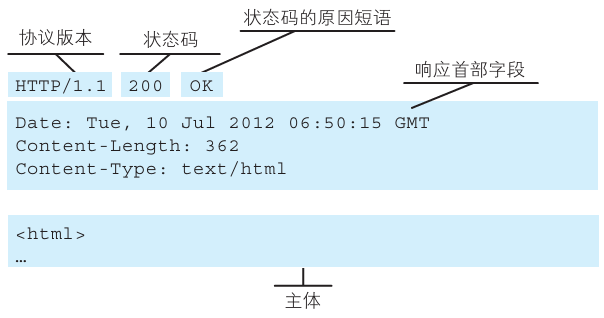 协议版本
状态码
状态码的原因短语
HTTP/1.1 200 OK
响应首部字段
Date: Tue, 10 Jul 2012 06:50:15 GMT
Content-Length: 362
Content-Type: text/html
<html>
…
主体